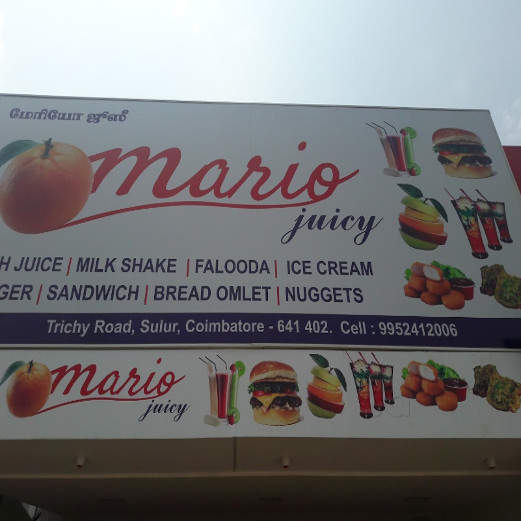 மேரியோ ஜூஸீ
mario
juicy
H JUICE | MILK SHAKE | FALOODA | ICE CREAM
GER | SANDWICH | BREAD OMLET | NUGGETS
Trichy Road, Sulur, Coimbatore - 641 402. Cell : 9952412006
mario
juicy